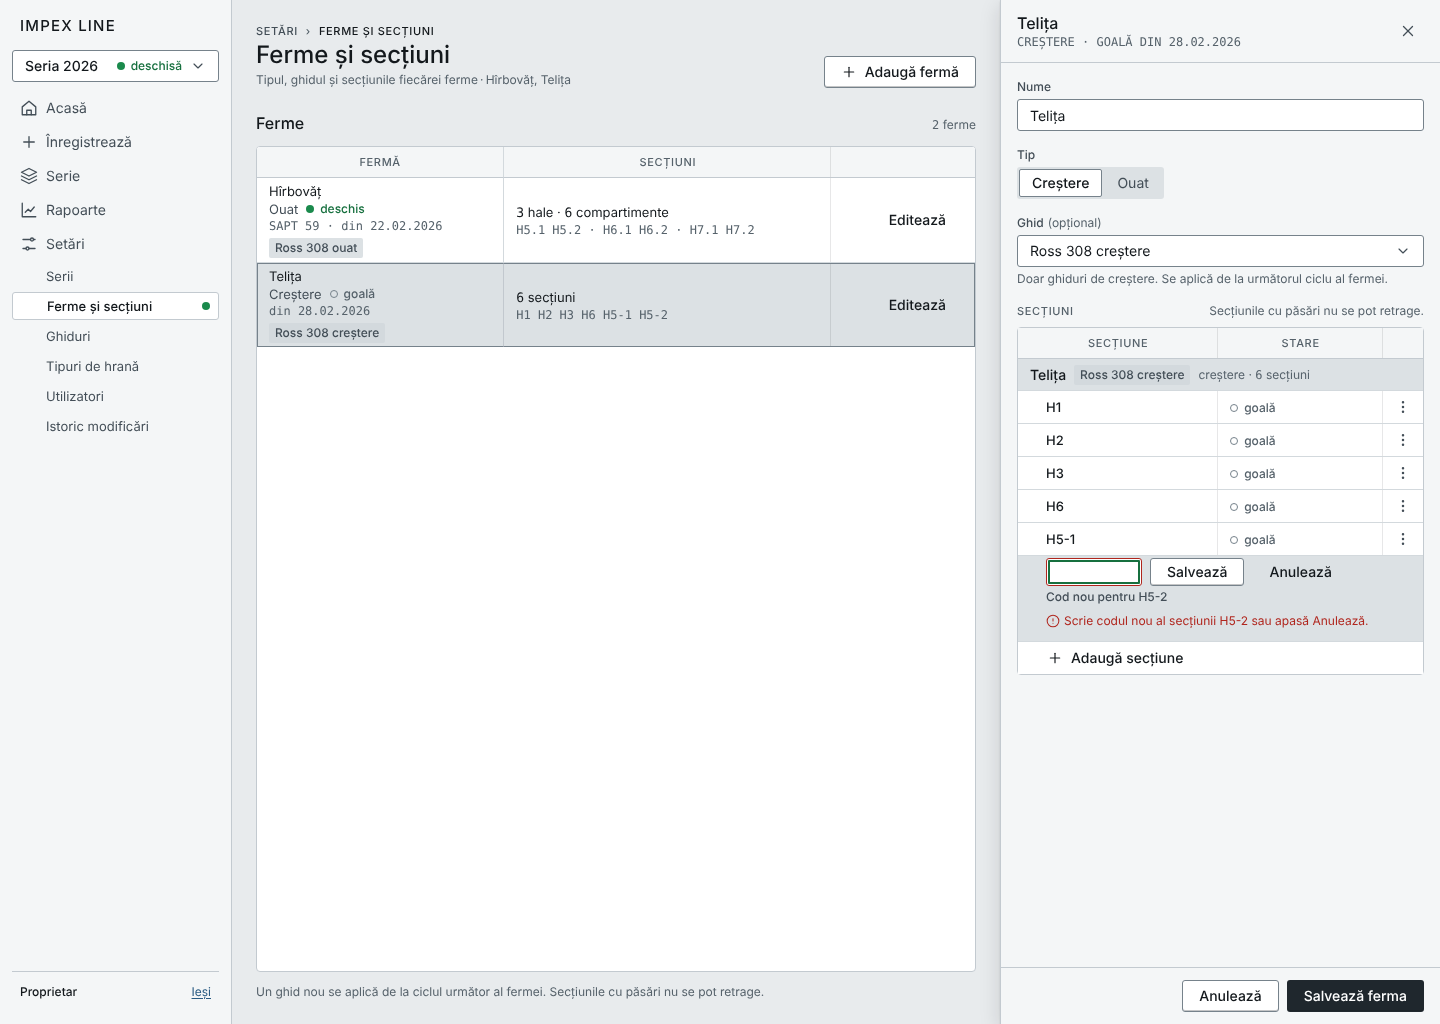 IMPEX LINE
Seria 2026 deschisă
Acasă
Înregistrează
Serie
Rapoarte
Setări
Serii
Ferme și secțiuni
Ghiduri
Tipuri de hrană
Utilizatori
Istoric modificări
Proprietar Ieși
SETĂRI › FERME ȘI SECȚIUNI
Ferme și secțiuni
Tipul, ghidul și secțiunile fiecărei ferme · Hîrbovăț, Telița
Adaugă fermă
Ferme 2 ferme
FERMĂ SECȚIUNI
Hîrbovăț
Ouat deschis
SAPT 59 · din 22.02.2026
Ross 308 ouat
3 hale · 6 compartimente
H5.1 H5.2 · H6.1 H6.2 · H7.1 H7.2
Editează
Telița
Creștere goală
din 28.02.2026
Ross 308 creștere
6 secțiuni
H1 H2 H3 H6 H5-1 H5-2
Editează
Un ghid nou se aplică de la ciclul următor al fermei. Secțiunile cu păsări nu se pot retrage.
Telița
CREȘTERE · GOALĂ DIN 28.02.2026
Nume
Telița
Tip
Creștere Ouat
Ghid (opțional)
Ross 308 creștere
Doar ghiduri de creștere. Se aplică de la următorul ciclu al fermei.
SECȚIUNI Secțiunile cu păsări nu se pot retrage.
SECȚIUNE STARE
Telița Ross 308 creștere creștere · 6 secțiuni
H1 goală
H2 goală
H3 goală
H6 goală
H5-1 goală
Salvează Anulează
Cod nou pentru H5-2
Scrie codul nou al secțiunii H5-2 sau apasă Anulează.
Adaugă secțiune
Anulează Salvează ferma